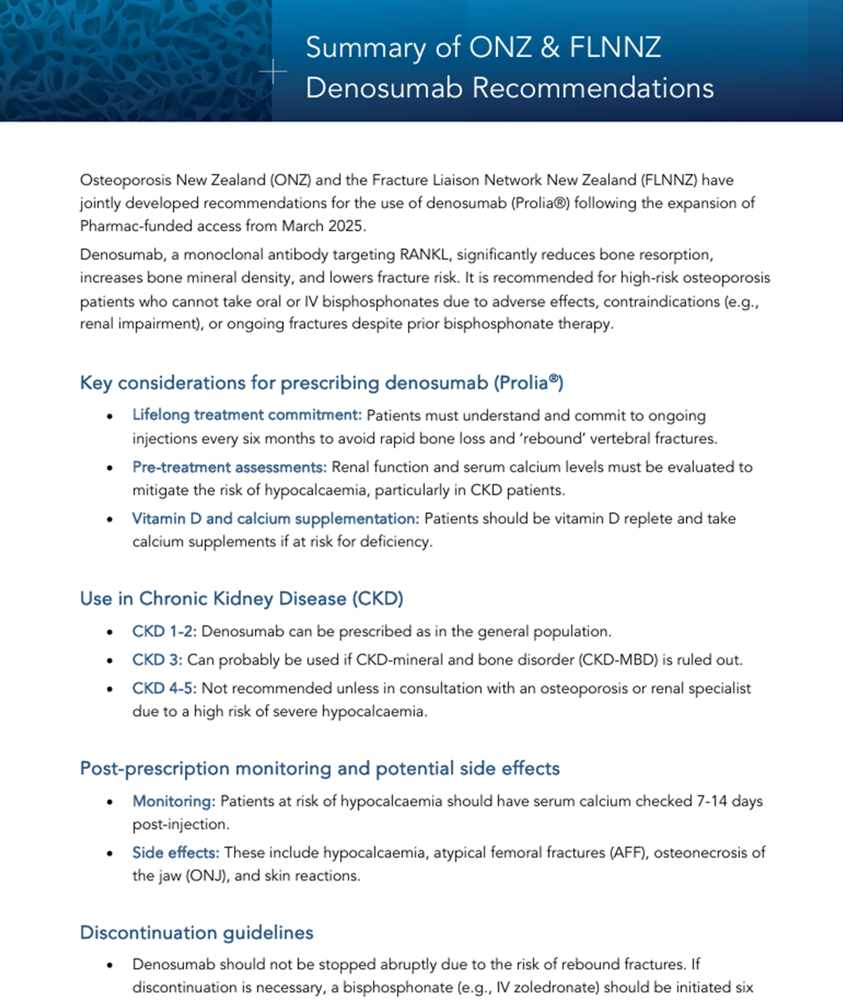 Summary of ONZ & FLNNZ
Denosumab Recommendations
Osteoporosis New Zealand (ONZ) and the Fracture Liaison Network New Zealand (FLNNZ) have
jointly developed recommendations for the use of denosumab (Prolia®) following the expansion of
Pharmac-funded access from March 2025.
Denosumab, a monoclonal antibody targeting RANKL, significantly reduces bone resorption,
increases bone mineral density, and lowers fracture risk. It is recommended for high-risk osteoporosis
patients who cannot take oral or IV bisphosphonates due to adverse effects, contraindications (e.g.,
renal impairment), or ongoing fractures despite prior bisphosphonate therapy.
Key considerations for prescribing denosumab (Prolia®)
• Lifelong treatment commitment: Patients must understand and commit to ongoing
injections every six months to avoid rapid bone loss and ‘rebound’ vertebral fractures.
• Pre-treatment assessments: Renal function and serum calcium levels must be evaluated to
mitigate the risk of hypocalcaemia, particularly in CKD patients.
• Vitamin D and calcium supplementation: Patients should be vitamin D replete and take
calcium supplements if at risk for deficiency.
Use in Chronic Kidney Disease (CKD)
• CKD 1-2: Denosumab can be prescribed as in the general population.
• CKD 3: Can probably be used if CKD-mineral and bone disorder (CKD-MBD) is ruled out.
• CKD 4-5: Not recommended unless in consultation with an osteoporosis or renal specialist
due to a high risk of severe hypocalcaemia.
Post-prescription monitoring and potential side effects
• Monitoring: Patients at risk of hypocalcaemia should have serum calcium checked 7-14 days
post-injection.
• Side effects: These include hypocalcaemia, atypical femoral fractures (AFF), osteonecrosis of
the jaw (ONJ), and skin reactions.
Discontinuation guidelines
• Denosumab should not be stopped abruptly due to the risk of rebound fractures. If
discontinuation is necessary, a bisphosphonate (e.g., IV zoledronate) should be initiated six